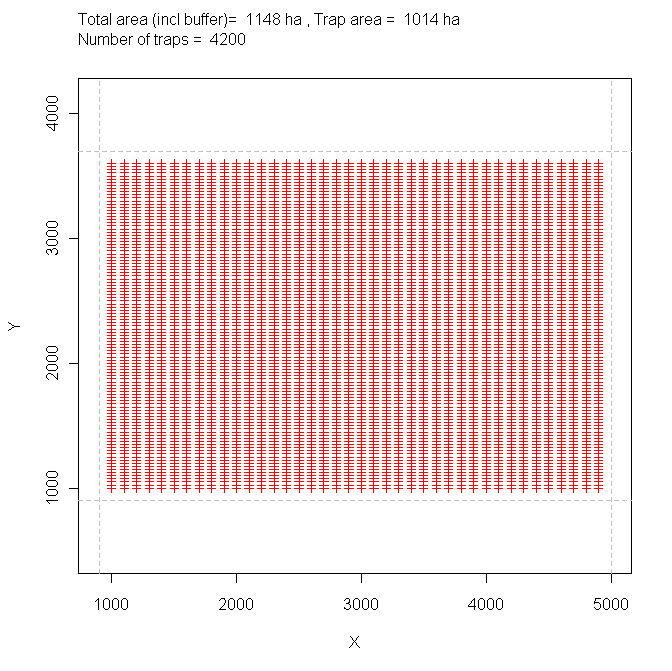 Total area (incl buffer)=  1148 ha , Trap area =  1014 ha
Number of traps =  4200
4000
3000
Y
2000
1000
1000 2000 3000 4000 5000
X